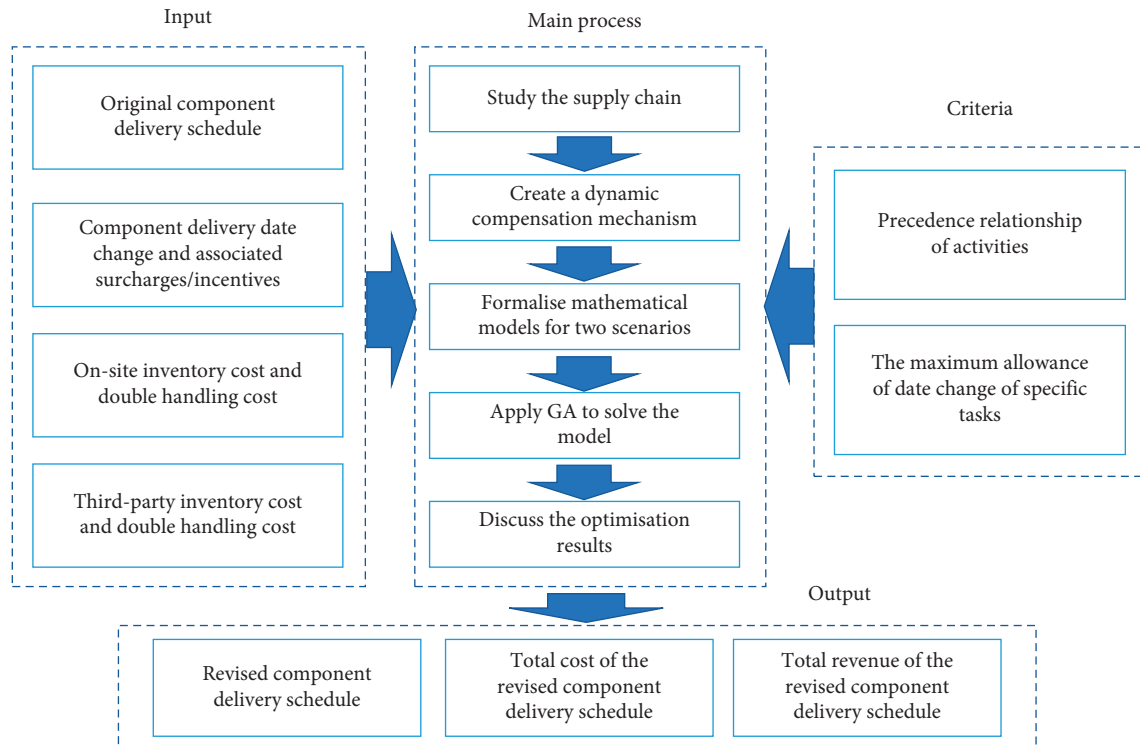 Input
Original component
delivery schedule
Component delivery date
change and associated
surcharges/incentives
On-site inventory cost and
double handling cost
Third-party inventory cost
and double handling cost
Main process
Study the supply chain
Create a dynamic
compensation mechanism
Formalise mathematical
models for two scenarios
Apply GA to solve the
model
Discuss the optimisation
results
Criteria
Precedence relationship
of activities
The maximum allowance
of date change of specific
tasks
Output
Revised component
delivery schedule
Total cost of the
revised component
delivery schedule
Total revenue of the
revised component
delivery schedule